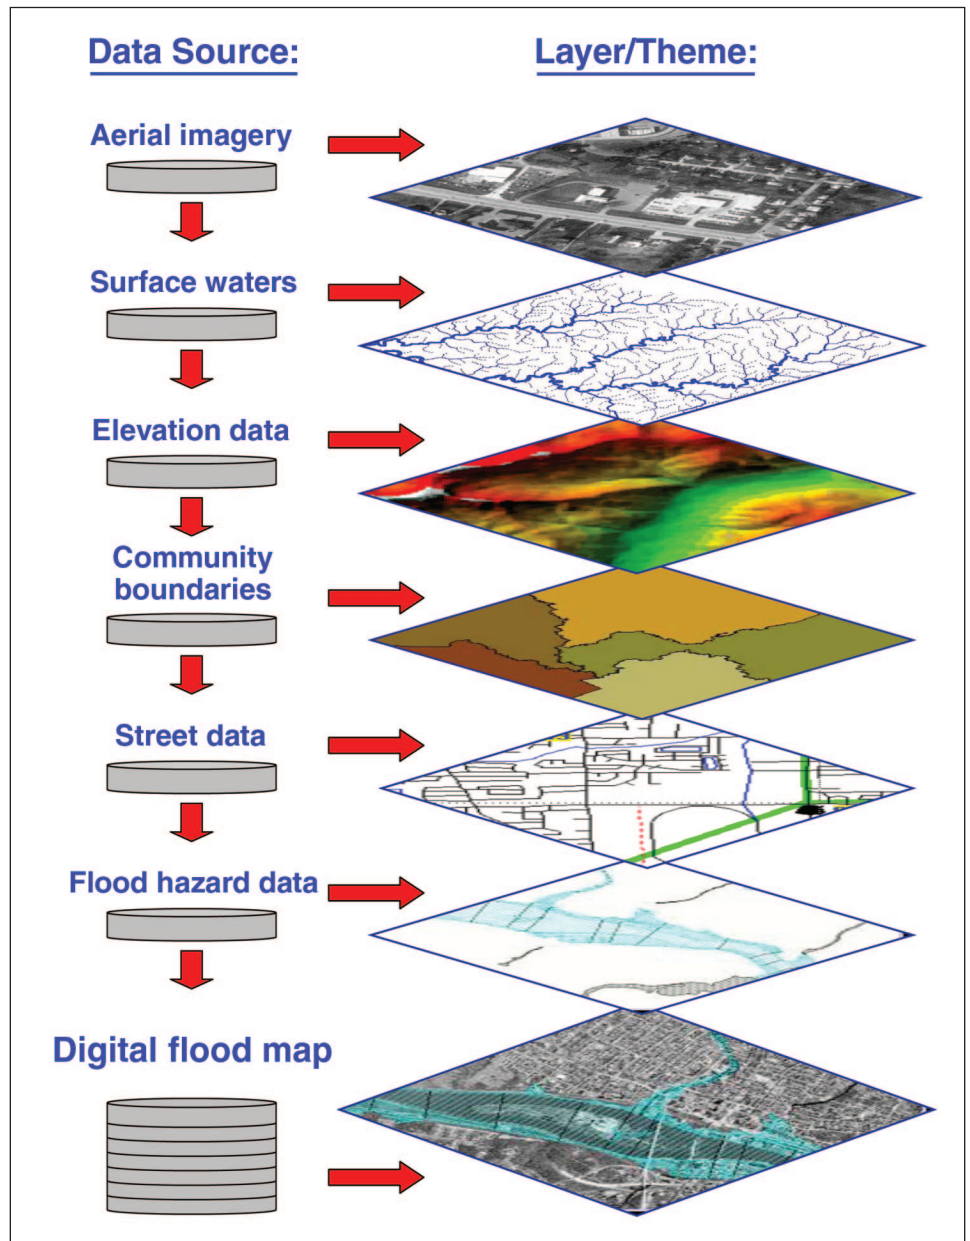 Data Source:
Layer/Theme:
Aerial imagery
Surface waters
Elevation data
Community
boundaries
Street data
Flood hazard data
Digital flood map